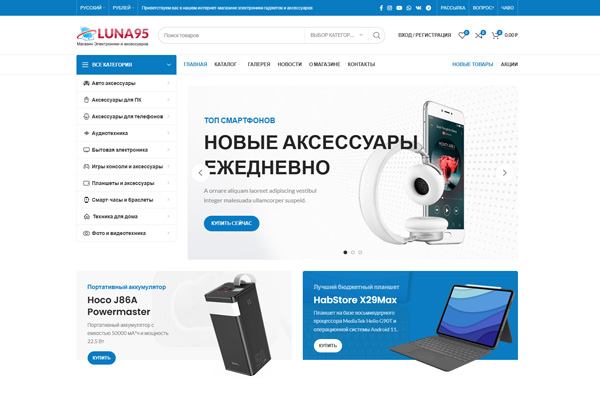 РУССКИЙ
РУБЛЕЙ
Приветствуем вас в нашем интернет-магазине электроники гаджетов и аксессуаров
РАССЫЛКА
ВОПРОС?
ЧАВО
LUNA95
Магазин Электроники и аксессуаров
Поиск товаров
ВЫБОР КАТЕГОР...
ВХОД / РЕГИСТРАЦИЯ
0
0
0
0.00 Р
ВСЕ КАТЕГОРИЯ
ГЛАВНАЯ
КАТАЛОГ
ГАЛЕРЕЯ
НОВОСТИ
О МАГАЗИНЕ
КОНТАКТЫ
НОВЫЕ ТОВАРЫ
АКЦИИ
Авто аксессуары
Аксессуары для ПК
Аксессуары для телефонов
Аудиотехника
Бытовая электроника
Игры консоли и аксессуары
Планшеты и аксессуары
Смарт- часы и браслеты
Техника для дома
Фото и видеотехника
ТОП СМАРТФОНОВ
НОВЫЕ АКСЕССУАРЫ
ЕЖЕДНЕВНО
A ornare aliquam laoreet adipiscing vestibul
integer malesuada ullamcorper suspeid.
КУПИТЬ СЕЙЧАС
Портативный аккумулятор
Hoco J86A
Powermaster
Портативный аккумулятор с
емкостью 50000 мА*ч и мощность
22,5 Вт
КУПИТЬ
Лучший бюджетный планшет
HabStore X29Max
Планшет на базе восьмиядерного
процессора MediaTek Helio G90T и
операционной системы Android 11.
КУПИТЬ